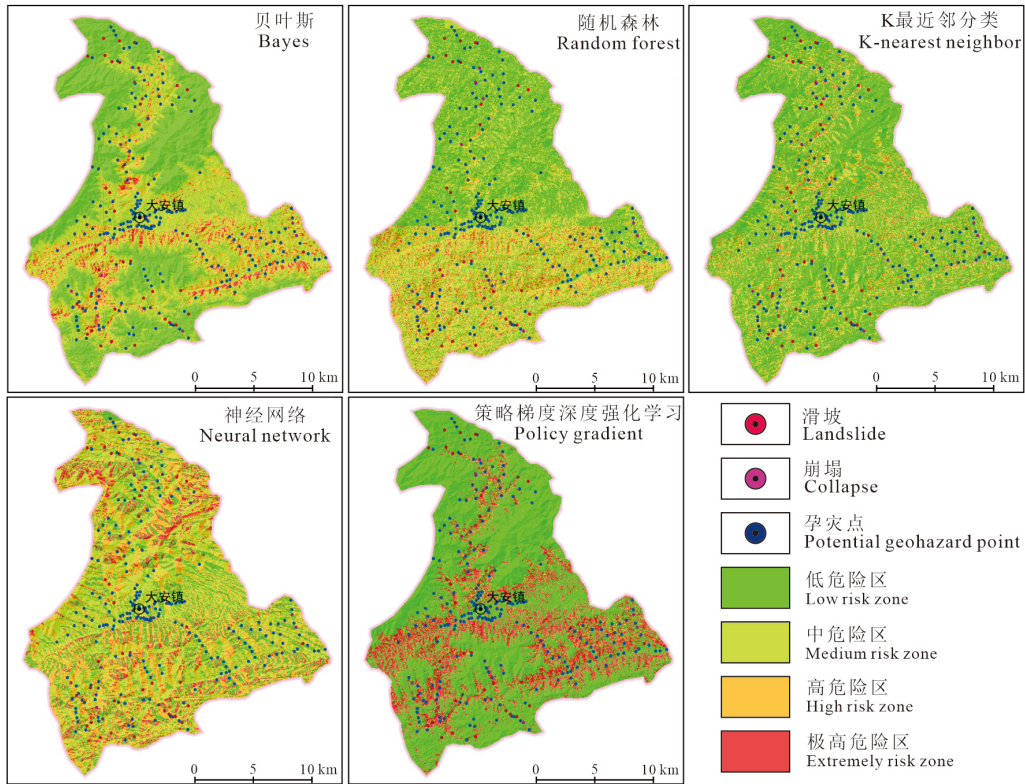 贝叶斯
Bayes
大安镇
0 5 10 km
随机森林
Random forest
大安镇
0 5 10 km
K最近邻分类
K-nearest neighbor
大安镇
0 5 10 km
神经网络
Neural network
大安镇
策略梯度深度强化学习
Policy gradient
大安镇
滑坡
Landslide
崩塌
Collapse
孕灾点
Potential geohazard point
低危险区
Low risk zone
中危险区
Medium risk zone
高危险区
High risk zone
极高危险区
Extremely risk zone
0 5 10 km
0 5 10 km